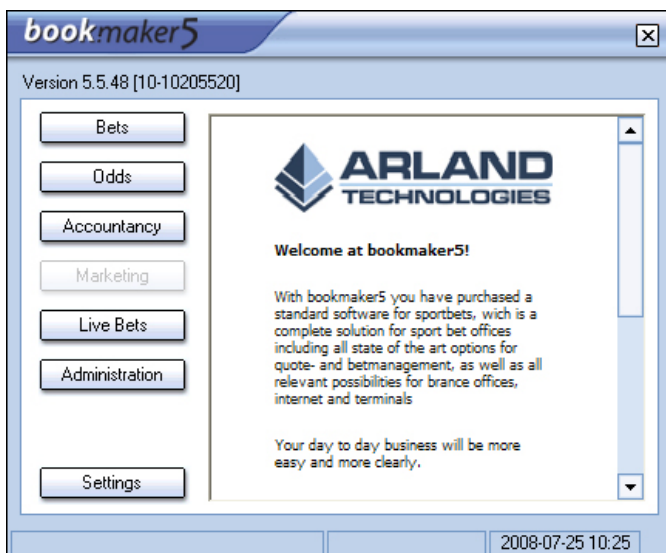 bookmaker5
Version 5.5.48 [10-10205520]
Bets
Odds
Accountancy
Marketing
Live Bets
Administration
Settings
ARLAND
TECHNOLOGIES
Welcome at bookmaker5!
With bookmaker5 you have purchased a
standard software for sportbets, wich is a
complete solution for sport bet offices
including all state of the art options for
quote- and betmanagement, as well as all
relevant possibilities for brance offices,
internet and terminals
Your day to day business will be more
easy and more clearly.
2008-07-25 10:25